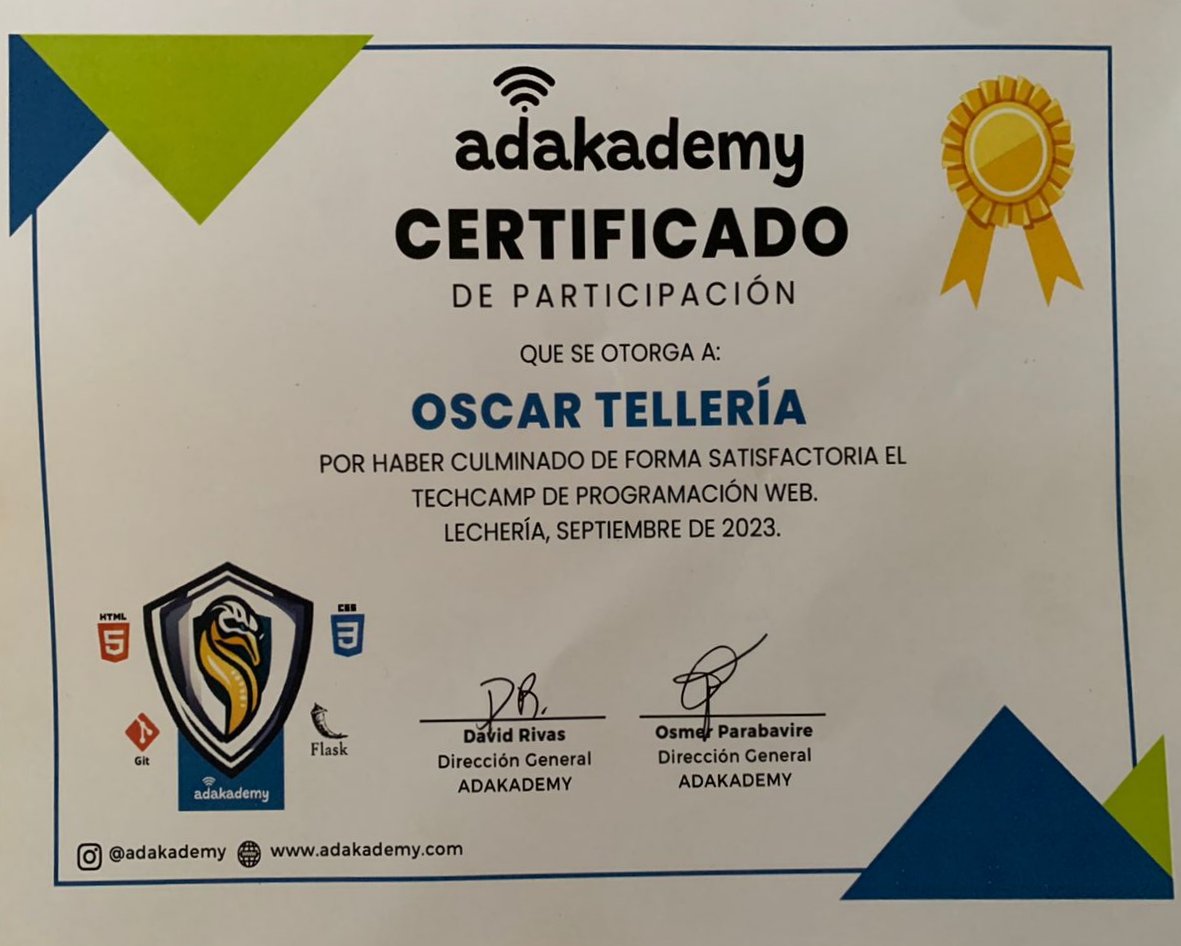 adakademy
CERTIFICADO
DE PARTICIPACIÓN
QUE SE OTORGA A:
OSCAR TELLERÍA
POR HABER CULMINADO DE FORMA SATISFACTORIA EL
TECHCAMP DE PROGRAMACIÓN WEB.
LECHERÍA, SEPTIEMBRE DE 2023.
HTML
5
CSS
3
Git
Flask
adakademy
DR.
David Rivas
Dirección General
ADAKADEMY
Osmer Parabavire
Dirección General
ADAKADEMY
@adakademy www.adakademy.com